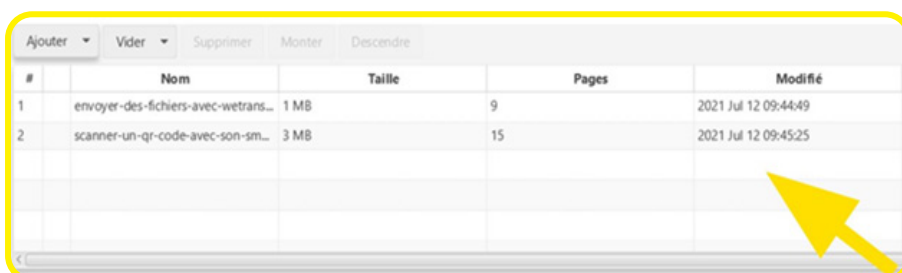 Ajouter Vider Supprimer Monter Descendre
# Nom Taille Pages Modifié
1 envoyer-des-fichiers-avec-wetrans... 1 MB 9 2021 Jul 12 09:44:49
2 scanner-un-qr-code-avec-son-sm... 3 MB 15 2021 Jul 12 09:45:25